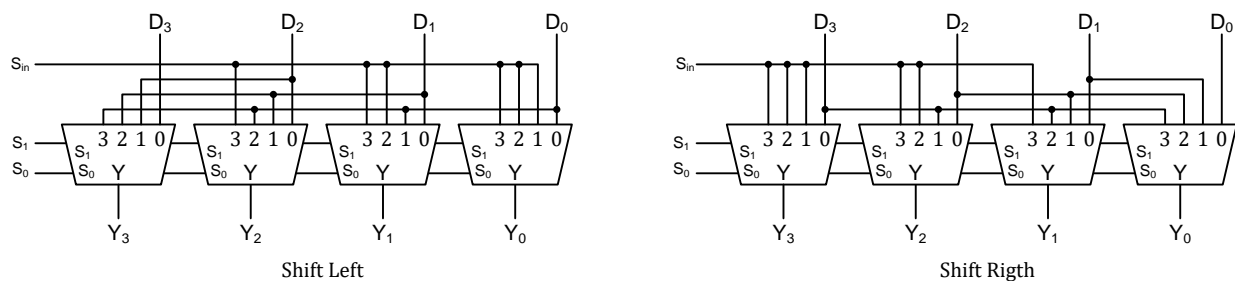 D3 D2 D1 D0 D3 D2 D1 D0
Sin Sin
3 2 1 0 3 2 1 0 3 2 1 0 3 2 1 0 3 2 1 0 3 2 1 0 3 2 1 0 3 2 1 0
S1 S1 S1 S1 S1 S1 S1 S1 S1 S1
S0 S0 Y S0 Y S0 Y S0 Y S0 S0 Y S0 Y S0 Y S0 Y
Y3 Y2 Y1 Y0 Y3 Y2 Y1 Y0
Shift Left Shift Rigth